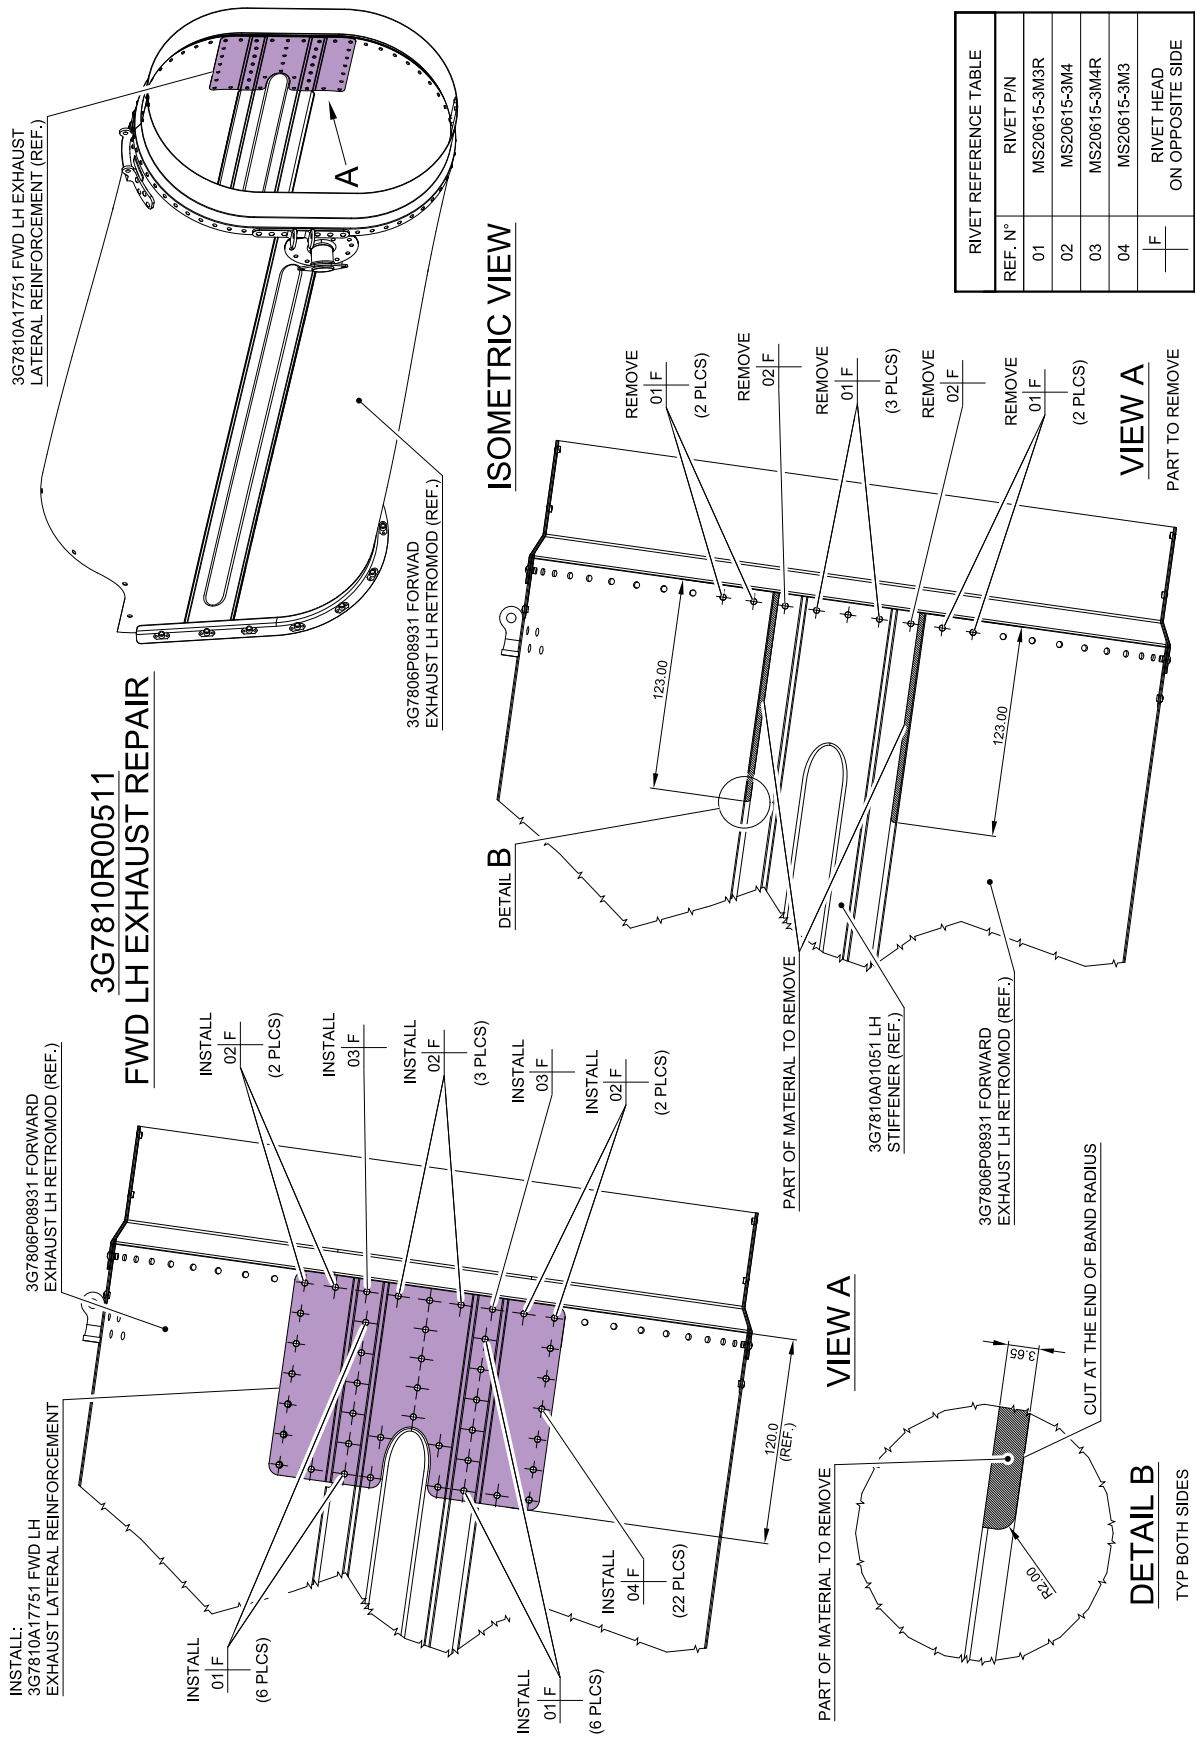 3G7810R00511
FWD LH EXHAUST REPAIR
INSTALL:
3G7810A17751 FWD LH
EXHAUST LATERAL REINFORCEMENT
3G7806P08931 FORWARD
EXHAUST LH RETROMOD (REF.)
INSTALL
02 F
(2 PLCS)
INSTALL
03 F
INSTALL
02 F
(3 PLCS)
INSTALL
03 F
INSTALL
02 F
(2 PLCS)
INSTALL
01 F
(6 PLCS)
INSTALL
01 F
(6 PLCS)
INSTALL
04 F
(22 PLCS)
120.0
(REF.)
VIEW A
3G7810A17751 FWD LH EXHAUST
LATERAL REINFORCEMENT (REF.)
A
3G7806P08931 FORWAD
EXHAUST LH RETROMOD (REF.)
ISOMETRIC VIEW
REMOVE
01 F
(2 PLCS)
REMOVE
02 F
REMOVE
01 F
(3 PLCS)
REMOVE
02 F
REMOVE
01 F
(2 PLCS)
123.00
123.00
DETAIL B
PART OF MATERIAL TO REMOVE
3G7810A01051 LH
STIFFENER (REF.)
3G7806P08931 FORWARD
EXHAUST LH RETROMOD (REF.)
VIEW A
PART TO REMOVE
PART OF MATERIAL TO REMOVE
3.65
R2.00
CUT AT THE END OF BAND RADIUS
DETAIL B
TYP BOTH SIDES
RIVET REFERENCE TABLE
REF. N° RIVET P/N
01 MS20615-3M3R
02 MS20615-3M4
03 MS20615-3M4R
04 MS20615-3M3
F RIVET HEAD
ON OPPOSITE SIDE